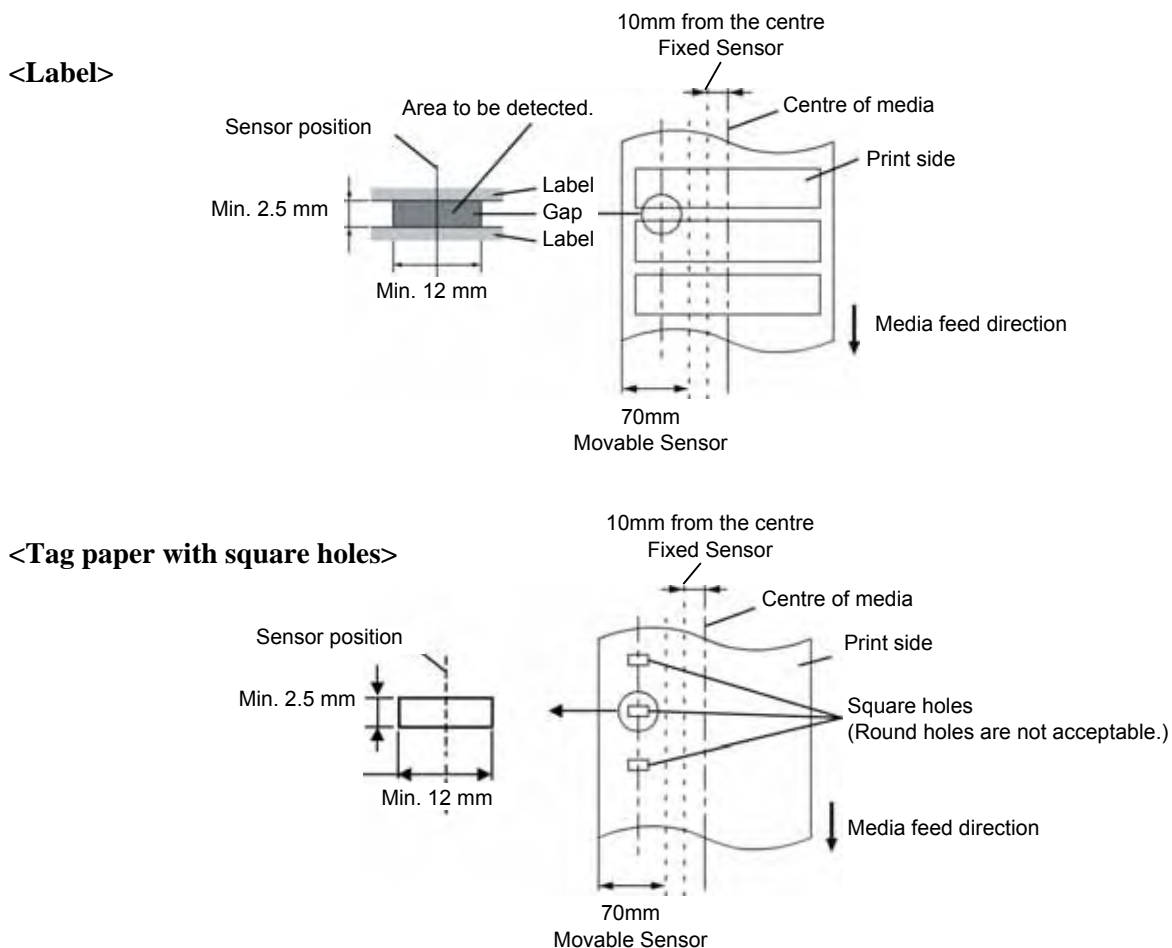 10mm from the centre
Fixed Sensor
<Label>
Centre of media
Area to be detected.
Sensor position
Print side
Label
Min. 2.5 mm
Gap
Label
Min. 12 mm
Media feed direction
70mm
Movable Sensor
10mm from the centre
Fixed Sensor
<Tag paper with square holes>
Centre of media
Sensor position
Print side
Min. 2.5 mm
Square holes
(Round holes are not acceptable.)
Min. 12 mm
Media feed direction
70mm
Movable Sensor